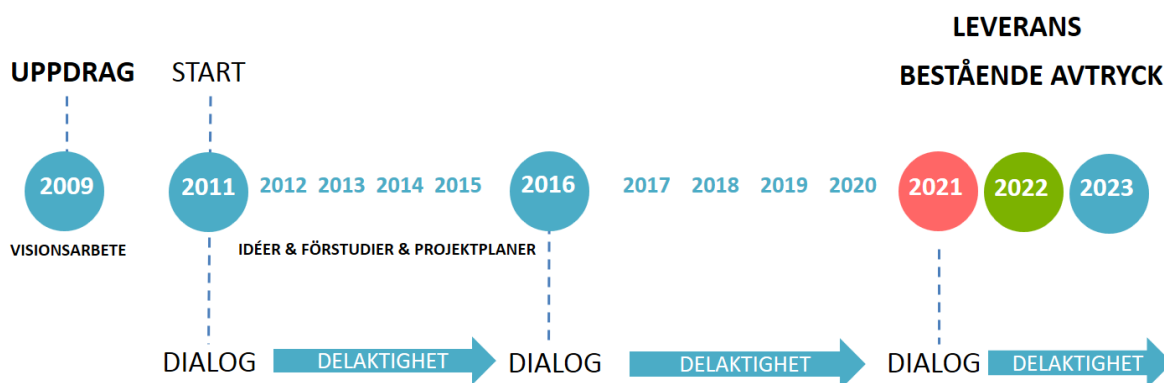 LEVERANS
UPPDRAG START BESTÅENDE AVTRYCK
2009 2011 2012 2013 2014 2015 2016 2017 2018 2019 2020 2021 2022 2023
VISIONSARBETE IDÉER & FÖRSTUDIER & PROJEKTPLANER
DIALOG DELAKTIGHET DIALOG DELAKTIGHET DIALOG DELAKTIGHET